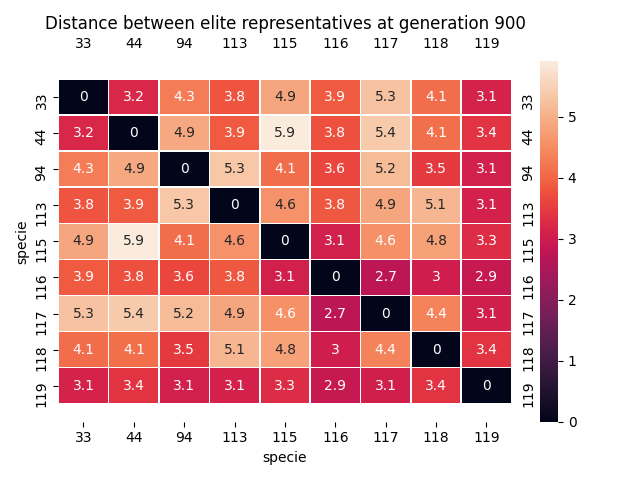 Distance between elite representatives at generation 900
33 44 94 113 115 116 117 118 119
33 0 3.2 4.3 3.8 4.9 3.9 5.3 4.1 3.1 33
44 3.2 0 4.9 3.9 5.9 3.8 5.4 4.1 3.4 44
94 4.3 4.9 0 5.3 4.1 3.6 5.2 3.5 3.1 94
113 3.8 3.9 5.3 0 4.6 3.8 4.9 5.1 3.1 113
115 4.9 5.9 4.1 4.6 0 3.1 4.6 4.8 3.3 115
116 3.9 3.8 3.6 3.8 3.1 0 2.7 3 2.9 116
117 5.3 5.4 5.2 4.9 4.6 2.7 0 4.4 3.1 117
118 4.1 4.1 3.5 5.1 4.8 3 4.4 0 3.4 118
119 3.1 3.4 3.1 3.1 3.3 2.9 3.1 3.4 0 119
33 44 94 113 115 116 117 118 119
specie
specie
5
4
3
2
1
0